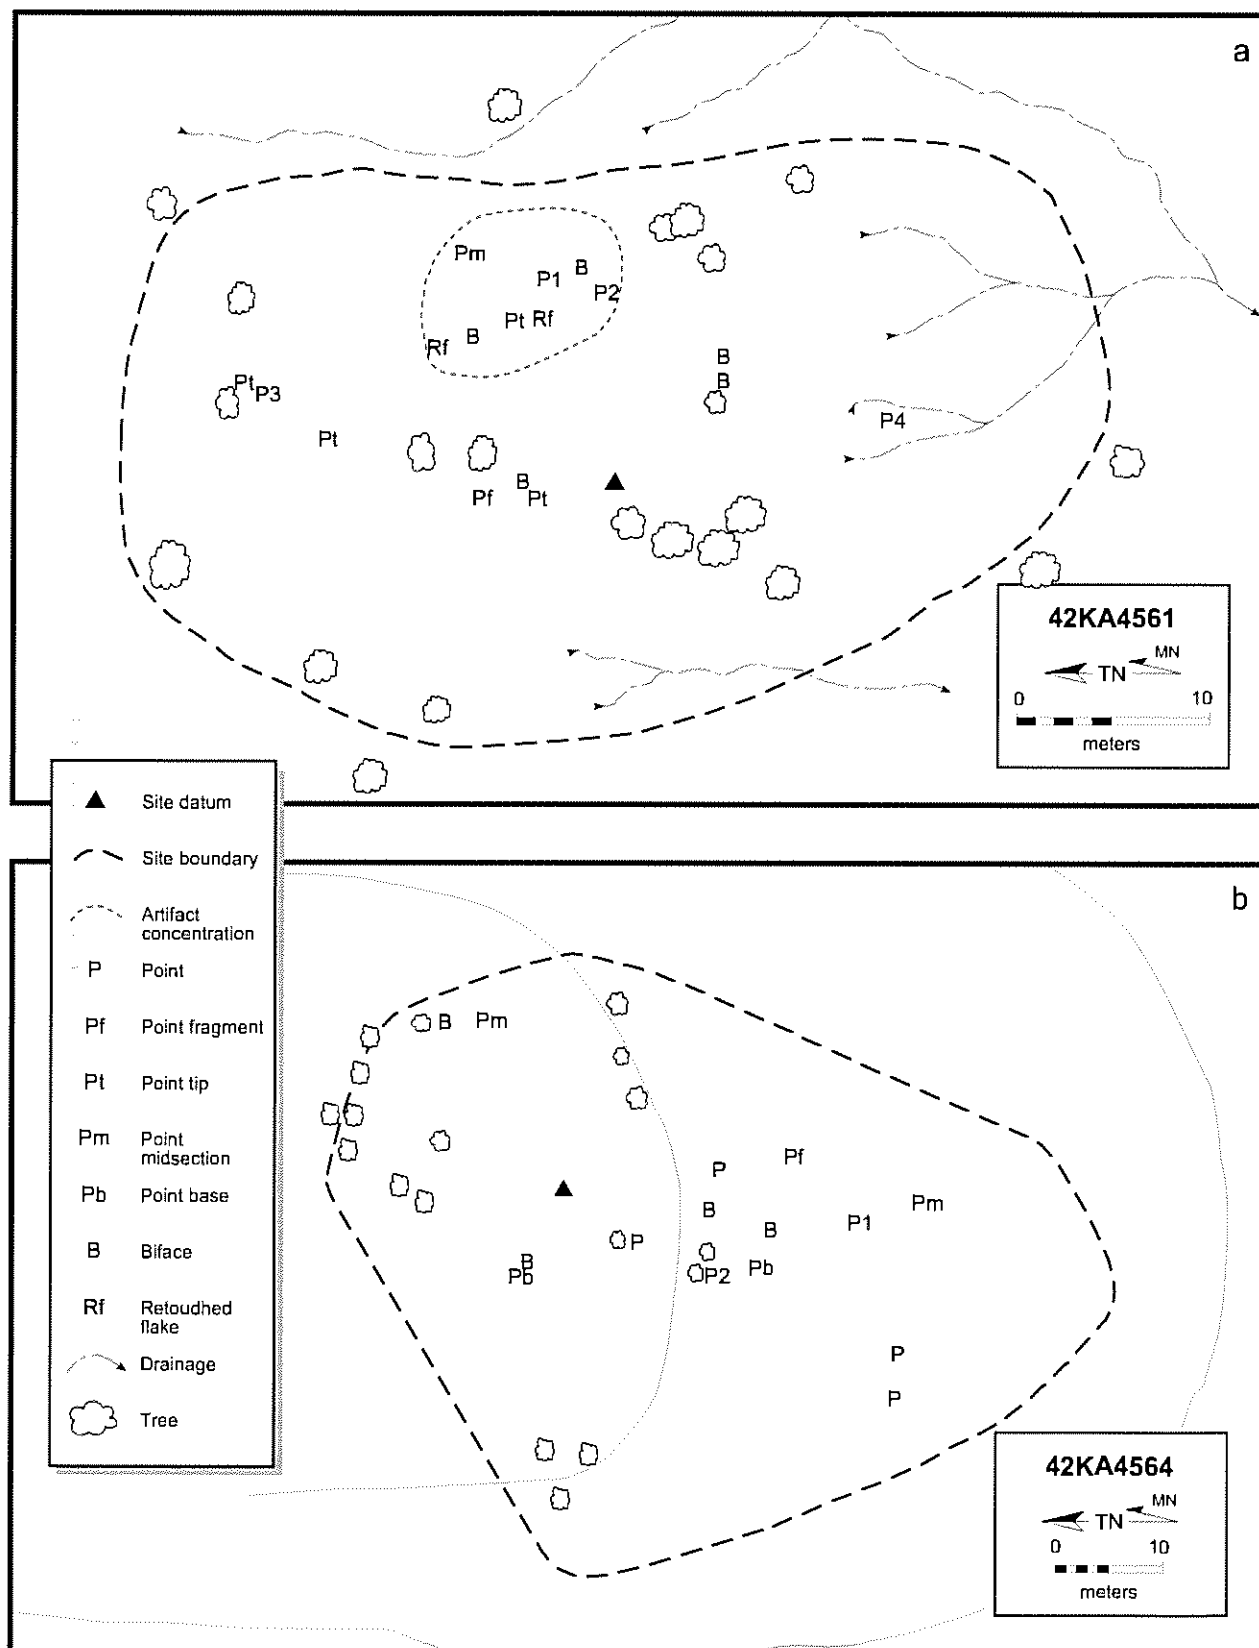 a
Pm
B
P1
P2
Pt Rf
B
Rf
B
B
Pt
P3
P4
Pt
B
Pf
Pt
42KA4561
MN
TN
0 10
meters
Site datum
Site boundary
Artifact
concentration
P Point
Pf Point fragment
Pt Point tip
Pm Point
midsection
Pb Point base
B Biface
Rf Retoudhed
flake
Drainage
Tree
b
B Pm
Pf
P
Pm
B
P1
B
P
B
Pb
P2
Pb
P
P
42KA4564
MN
TN
0 10
meters